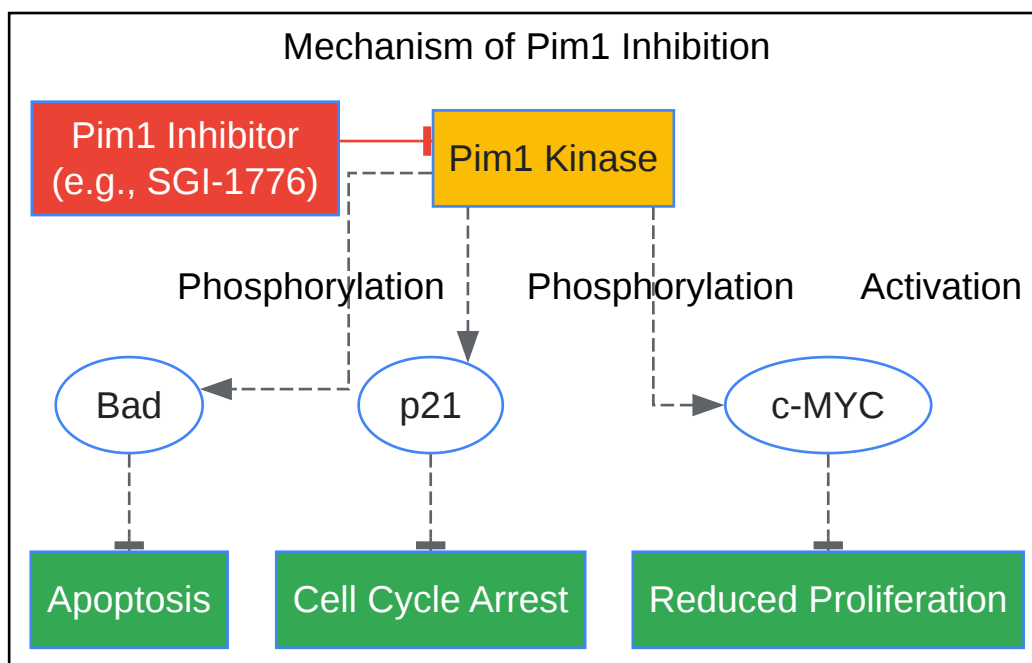 Mechanism of Pim1 Inhibition
Pim1 Inhibitor
(e.g., SGI-1776)
Pim1 Kinase
Phosphorylation
Phosphorylation
Activation
Bad
p21
c-MYC
Apoptosis
Cell Cycle Arrest
Reduced Proliferation